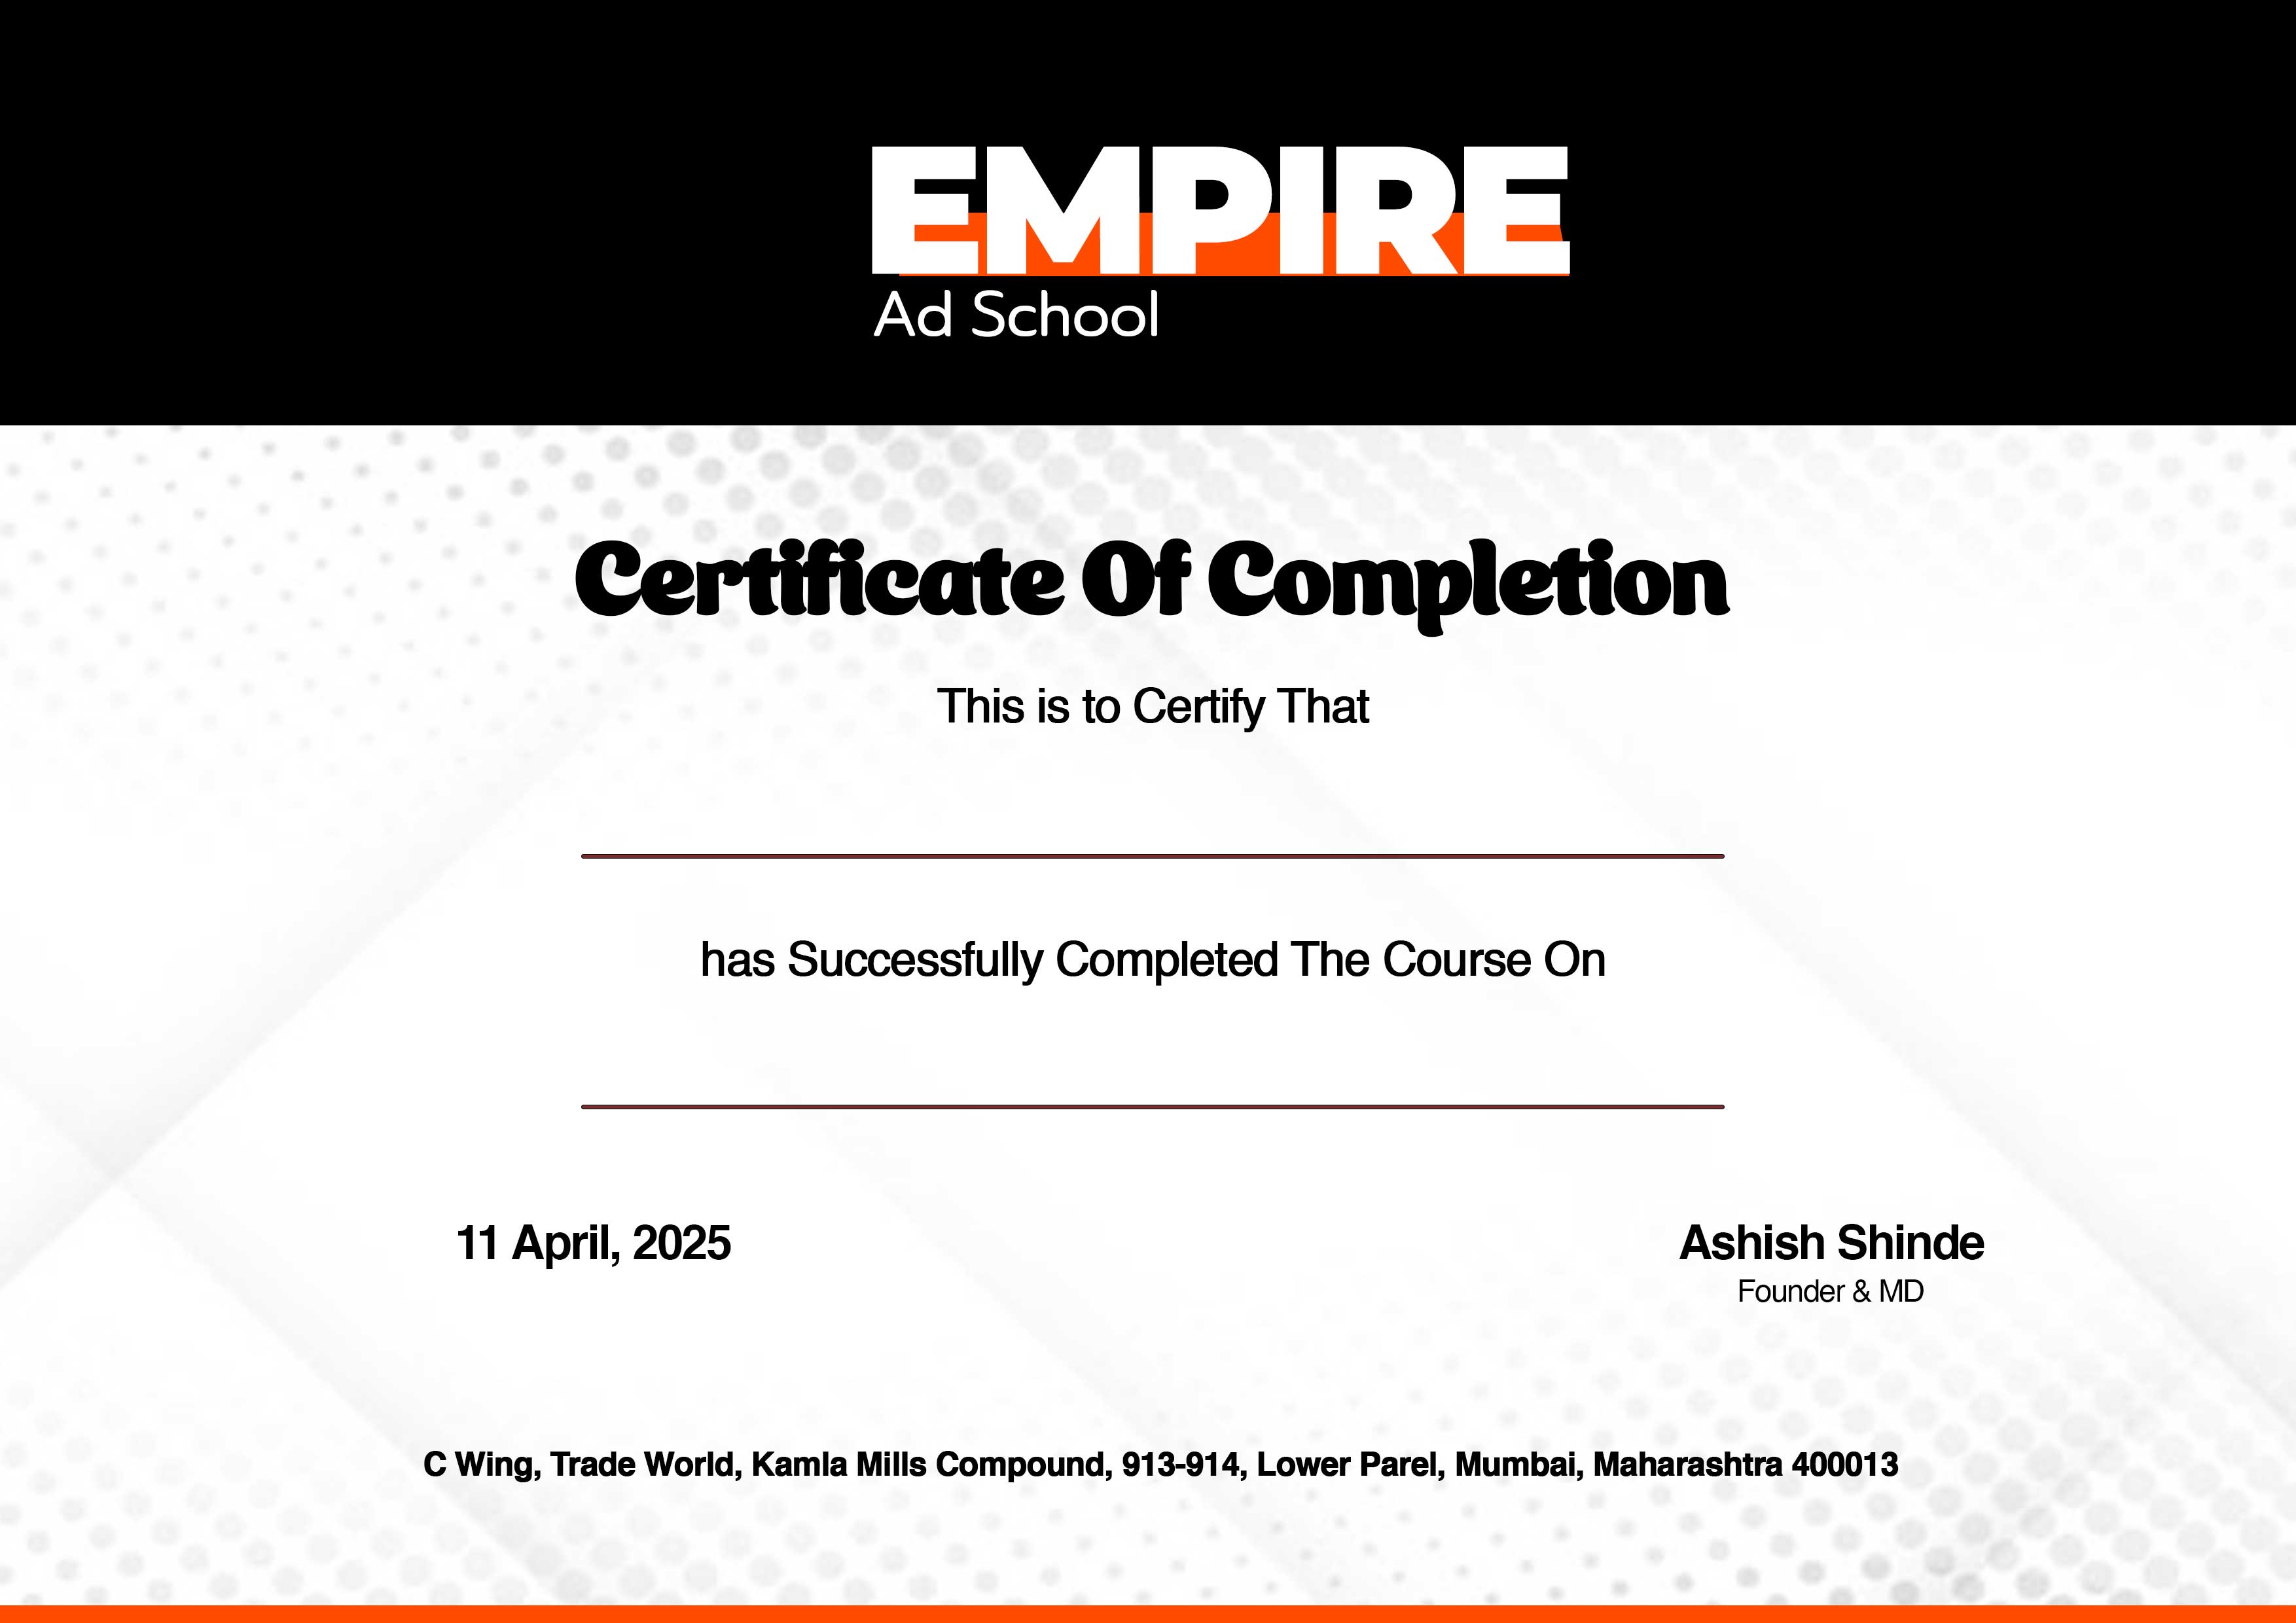 EMPIRE
Ad School
Certificate Of Completion
This is to Certify That
has Successfully Completed The Course On
11 April, 2025
Ashish Shinde
Founder & MD
C Wing, Trade World, Kamla Mills Compound, 913-914, Lower Parel, Mumbai, Maharashtra 400013